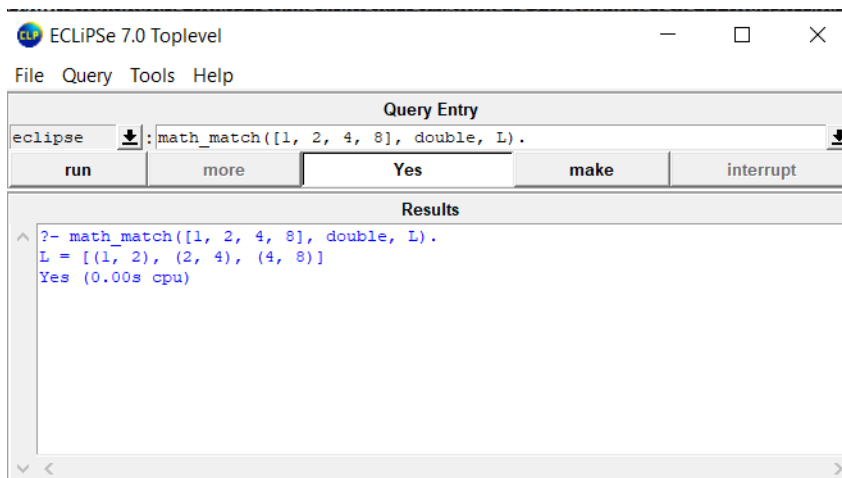 CLP ECLiPSe 7.0 Toplevel
File Query Tools Help
Query Entry
eclipse : math_match([1, 2, 4, 8], double, L).
run more Yes make interrupt
Results
?- math_match([1, 2, 4, 8], double, L).
L = [(1, 2), (2, 4), (4, 8)]
Yes (0.00s cpu)